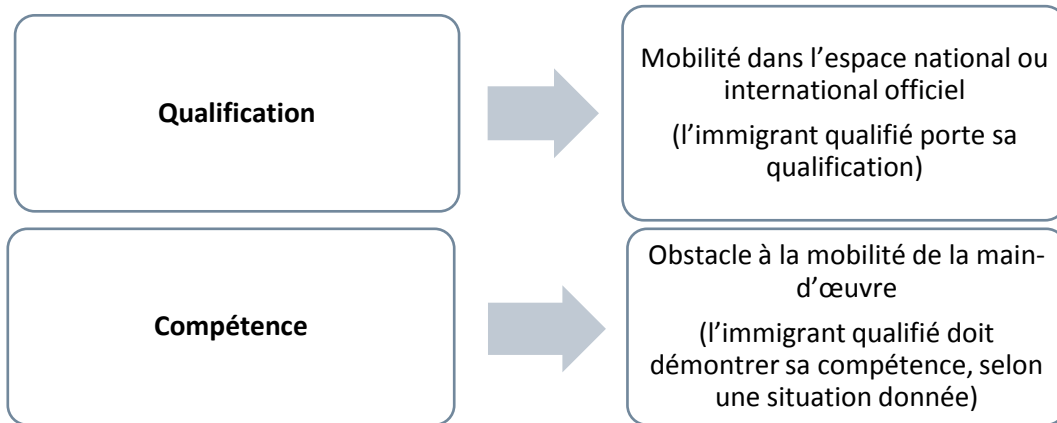 Qualification
Mobilité dans l’espace national ou
international officiel
(l’immigrant qualifié porte sa
qualification)
Compétence
Obstacle à la mobilité de la main-
d’œuvre
(l’immigrant qualifié doit
démontrer sa compétence, selon
une situation donnée)